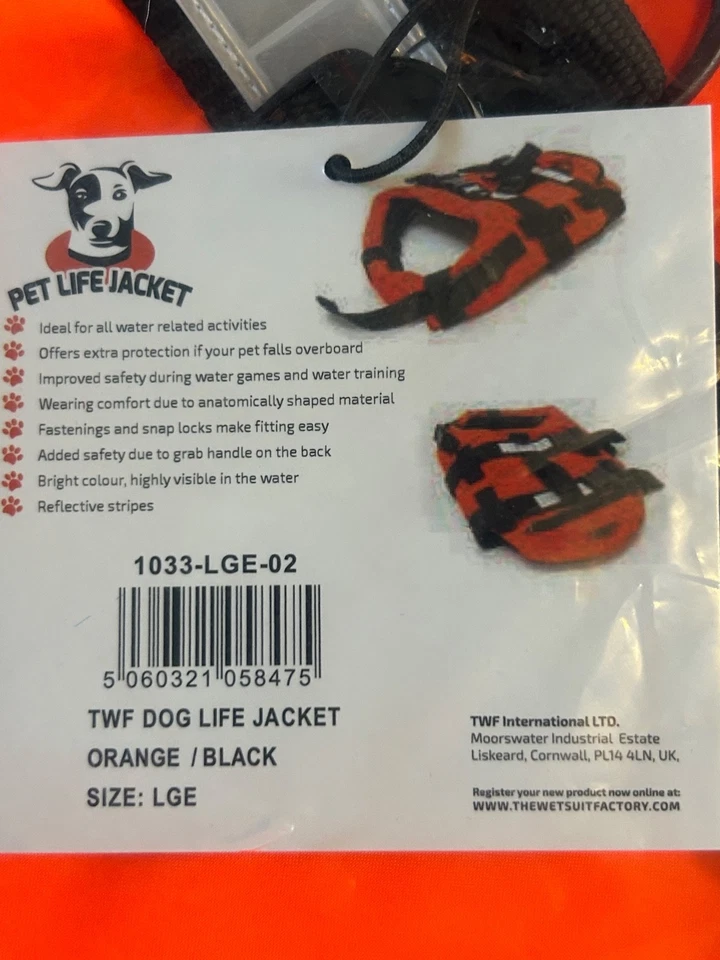 PET LIFE JACKET
Ideal for all water related activities
Offers extra protection if your pet falls overboard
Improved safety during water games and water training
Wearing comfort due to anatomically shaped material
Fastenings and snap locks make fitting easy
Added safety due to grab handle on the back
Bright colour, highly visible in the water
Reflective stripes
1033-LGE-02
5 060321 058475
TWF DOG LIFE JACKET
ORANGE / BLACK
SIZE: LGE
TWF International LTD.
Moorswater Industrial Estate
Liskeard, Cornwall, PL14 4LN, UK,
Register your new product now online at:
WWW.THEWETSUITFACTORY.COM